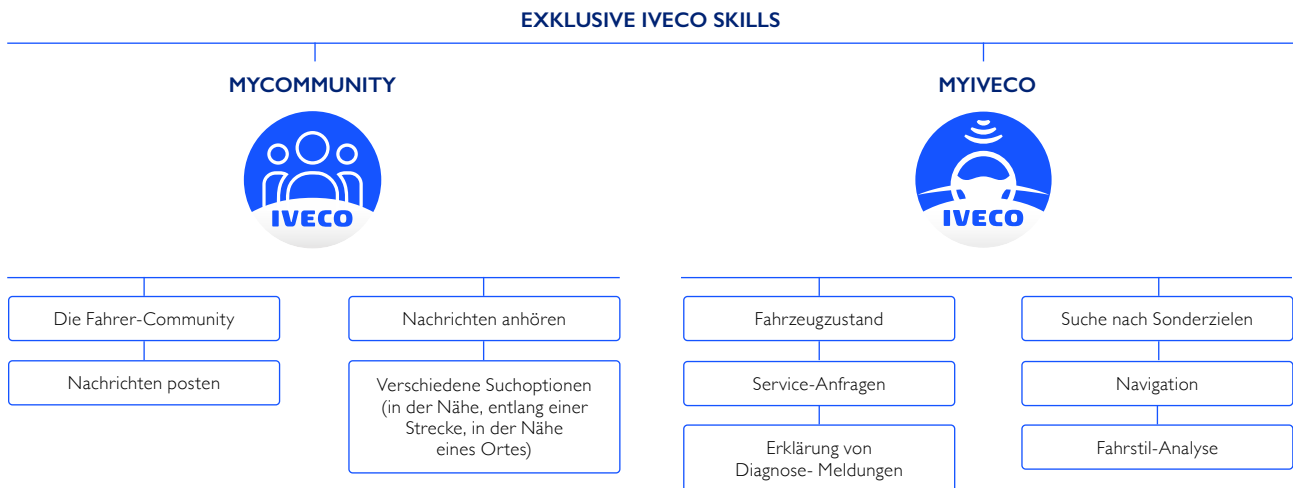 EXKLUSIVE IVECO SKILLS
MYCOMMUNITY
IVECO
Die Fahrer-Community
Nachrichten posten
Nachrichten anhören
Verschiedene Suchoptionen
(in der Nähe, entlang einer
Strecke, in der Nähe
eines Ortes)
MYIVECO
IVECO
Fahrzeugzustand
Service-Anfragen
Erklärung von
Diagnose- Meldungen
Suche nach Sonderzielen
Navigation
Fahrstil-Analyse